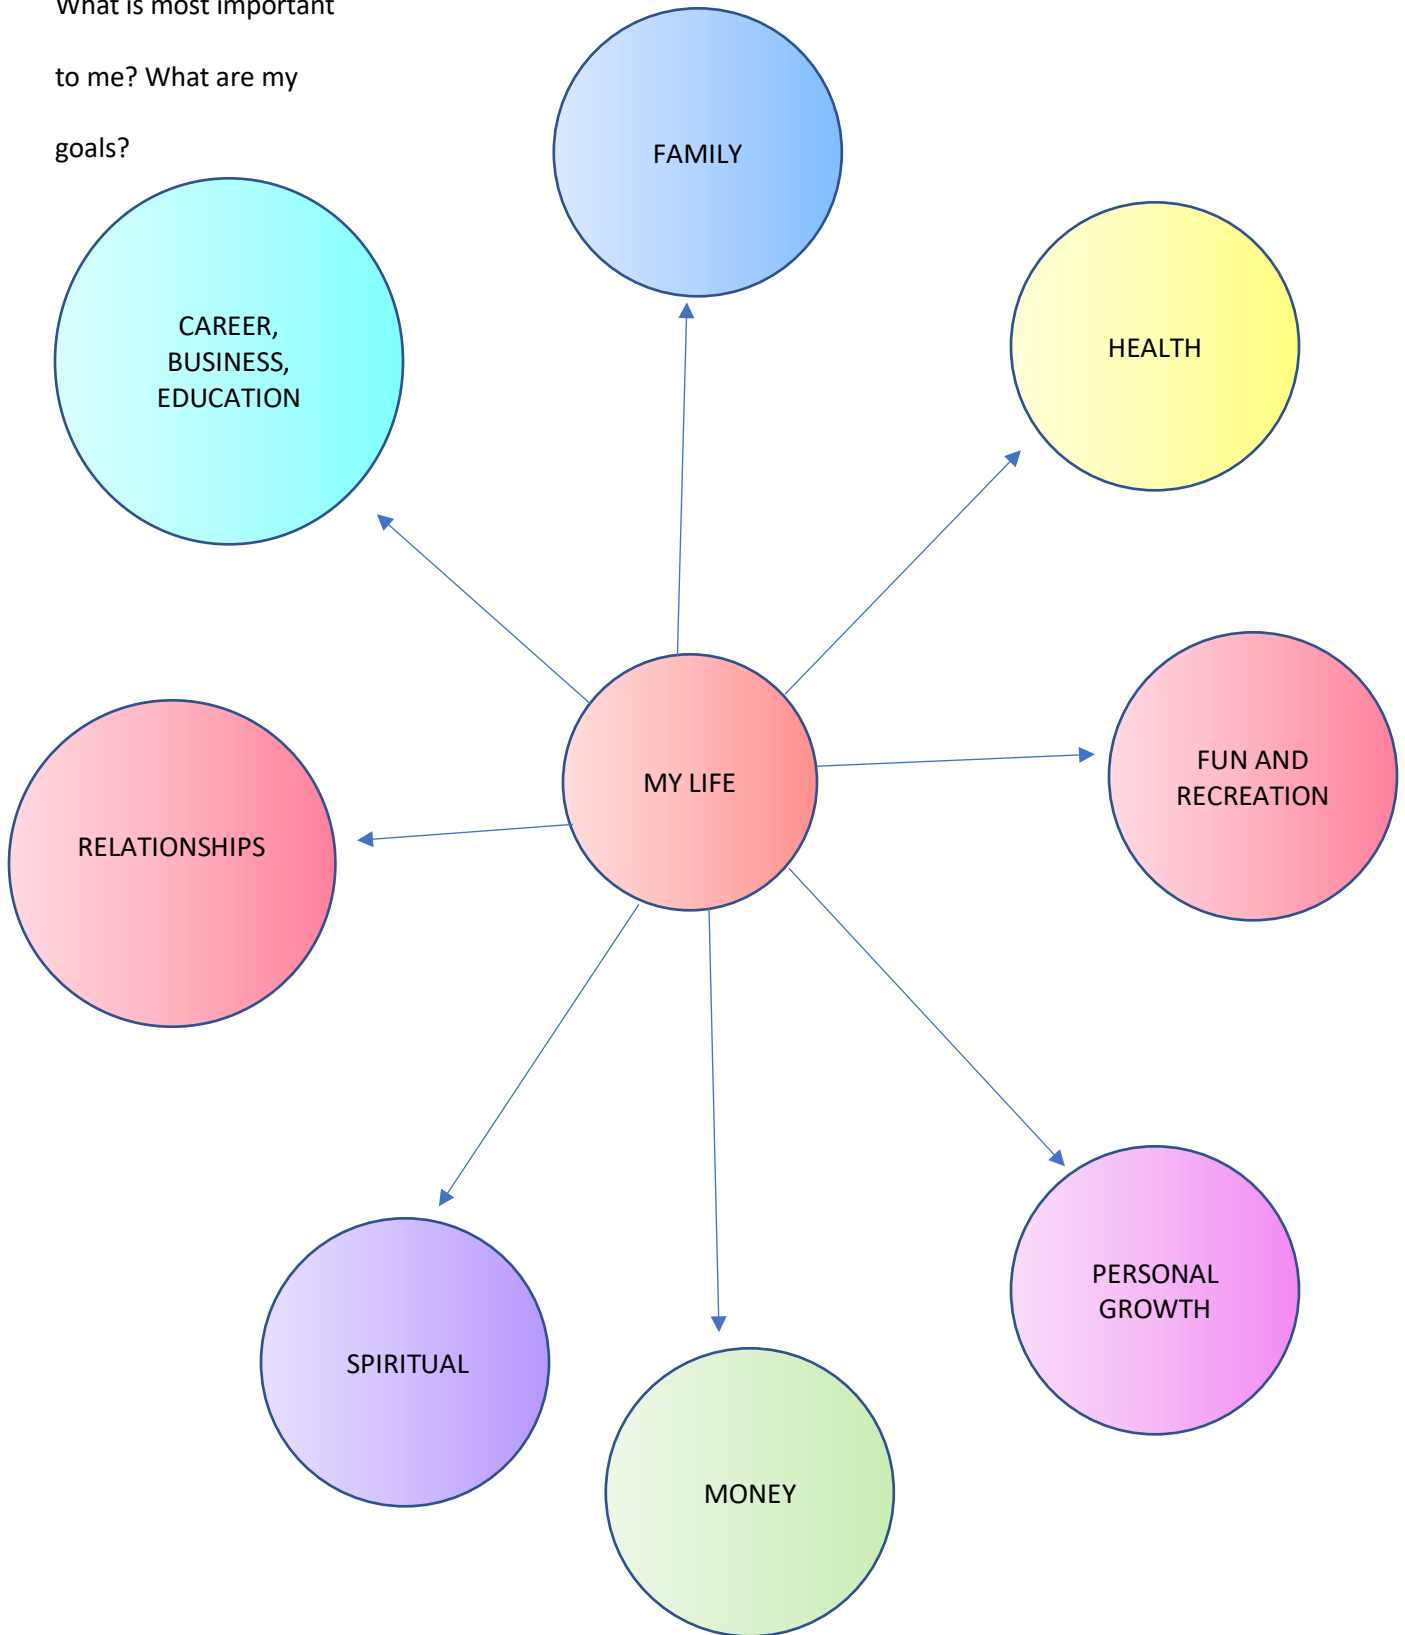 What is most important
to me? What are my
goals?
FAMILY
CAREER,
BUSINESS,
EDUCATION
HEALTH
MY LIFE
FUN AND
RECREATION
RELATIONSHIPS
PERSONAL
GROWTH
SPIRITUAL
MONEY